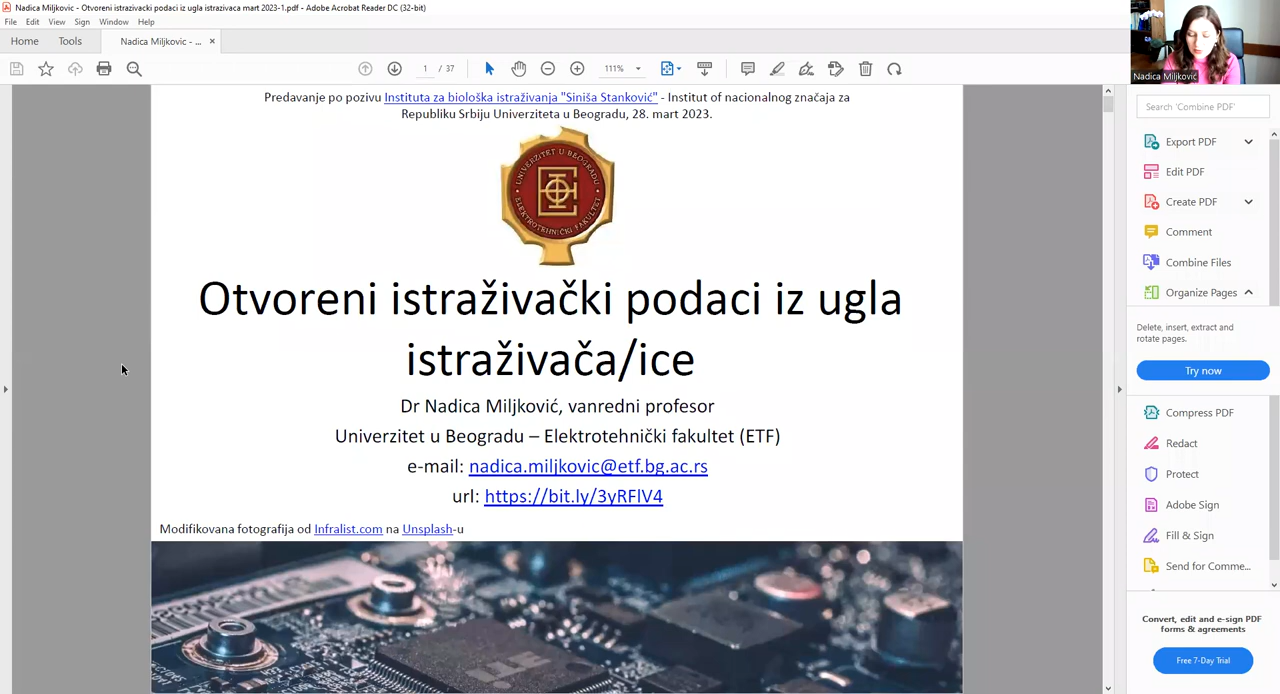 Nadica Miljkovic - Otvoreni istrazivacki podaci iz ugla istrazivaca mart 2023-1.pdf - Adobe Acrobat Reader DC (32-bit)
File Edit View Sign Window Help
Home Tools Nadica Miljkovic - ... ×
1 / 37 111%
Nadica Miljković
Predavanje po pozivu Instituta za biološka istraživanja "Siniša Stanković" - Institut of nacionalnog značaja za
Republiku Srbiju Univerziteta u Beogradu, 28. mart 2023.
UNIVERZITET U BEOGRADU
ELEKTROTEHNIČKI FAKULTET
Otvoreni istraživački podaci iz ugla
istraživača/ice
Dr Nadica Miljković, vanredni profesor
Univerzitet u Beogradu – Elektrotehnički fakultet (ETF)
e-mail: nadica.miljkovic@etf.bg.ac.rs
url: https://bit.ly/3yRFlV4
Modifikovana fotografija od Infralist.com na Unsplash-u
Search 'Combine PDF'
Export PDF
Edit PDF
Create PDF
Comment
Combine Files
Organize Pages
Delete, insert, extract and
rotate pages.
Try now
Compress PDF
Redact
Protect
Adobe Sign
Fill & Sign
Send for Comme...
Convert, edit and e-sign PDF
forms & agreements
Free 7-Day Trial